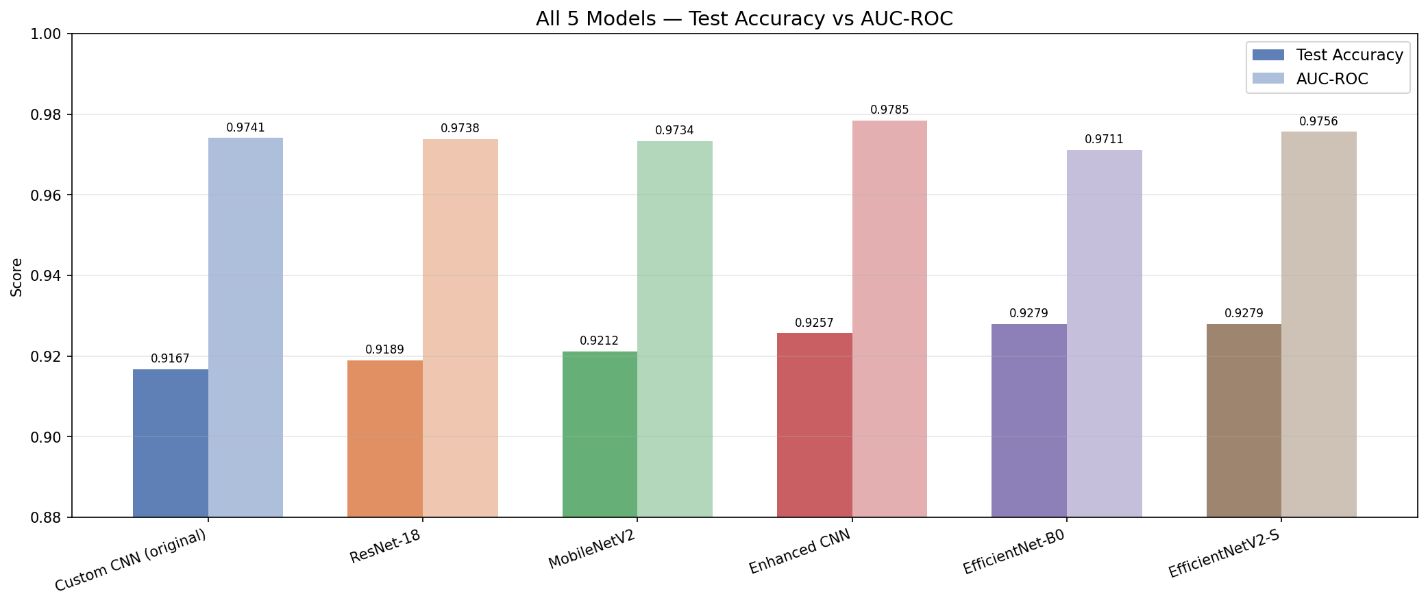 All 5 Models — Test Accuracy vs AUC-ROC
Test Accuracy
AUC-ROC
Score
1.00
0.98
0.96
0.94
0.92
0.90
0.88
0.9167
0.9741
0.9189
0.9738
0.9212
0.9734
0.9257
0.9785
0.9279
0.9711
0.9279
0.9756
Custom CNN (original)
ResNet-18
MobileNetV2
Enhanced CNN
EfficientNet-B0
EfficientNetV2-S